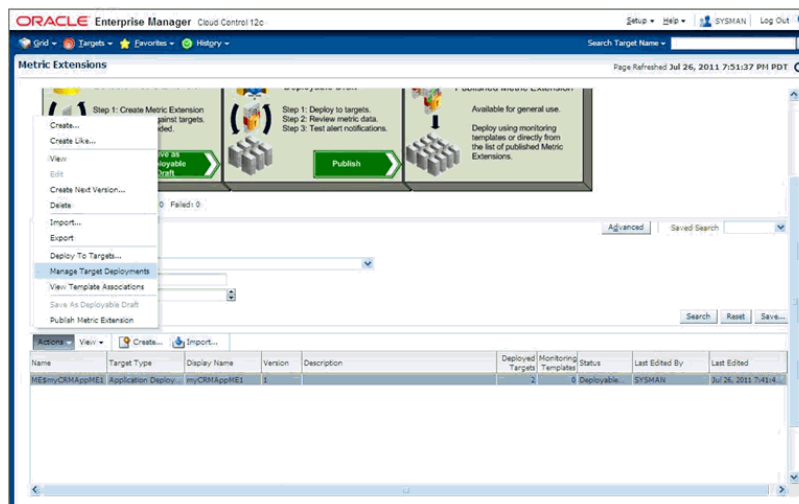 ORACLE Enterprise Manager Cloud Control 12c
Setup Help SYSMAN Log Out
Grid Targets Favorites History Search Target Name
Metric Extensions
Page Refreshed Jul 26, 2011 7:51:37 PM PDT
Deployable Draft
Published Metric Extension
Step 1: Create Metric Extension
Step 1: Deploy to targets.
Step 2: Review metric data.
Step 3: Test alert notifications.
Available for general use.
Deploy using monitoring
templates or directly from
the list of published Metric
Extensions.
against targets.
Draft
Publish
Create...
Create Like...
View
Edit
Create Next Version...
Delete
Import...
Export
Deploy To Targets...
Manage Target Deployments
View Template Associations
Save As Deployable Draft
Publish Metric Extension
0 Failed: 0
Advanced Saved Search
Search Reset Save...
Actions View Create... Import...
Name Target Type Display Name Version Description Deployed Targets Monitoring Templates Status Last Edited By Last Edited
ME$myCRMAppME1 Application Deploy... myCRMAppME1 1 2 0 Deployable... SYSMAN Jul 26, 2011 7:41:4...